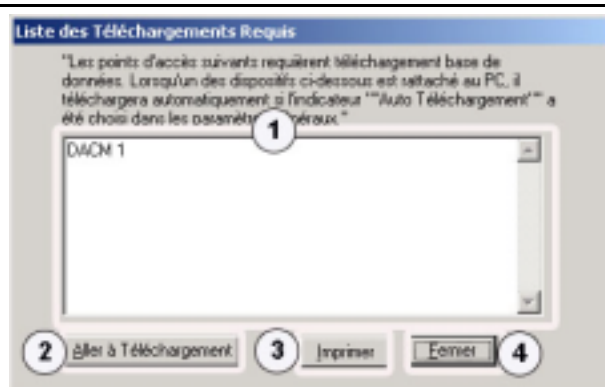 Liste des Téléchargements Requis
"Les points d'accès suivants requièrent téléchargement base de
données. Lorsqu'un des dispositifs ci-dessous est rattaché au PC, il
téléchargera automatiquement si l'indicateur ""Auto Téléchargement"" a
été choisi dans les généraux."
1
DACM 1
2 Aller à Téléchargement 3 Imprimer Fermer 4